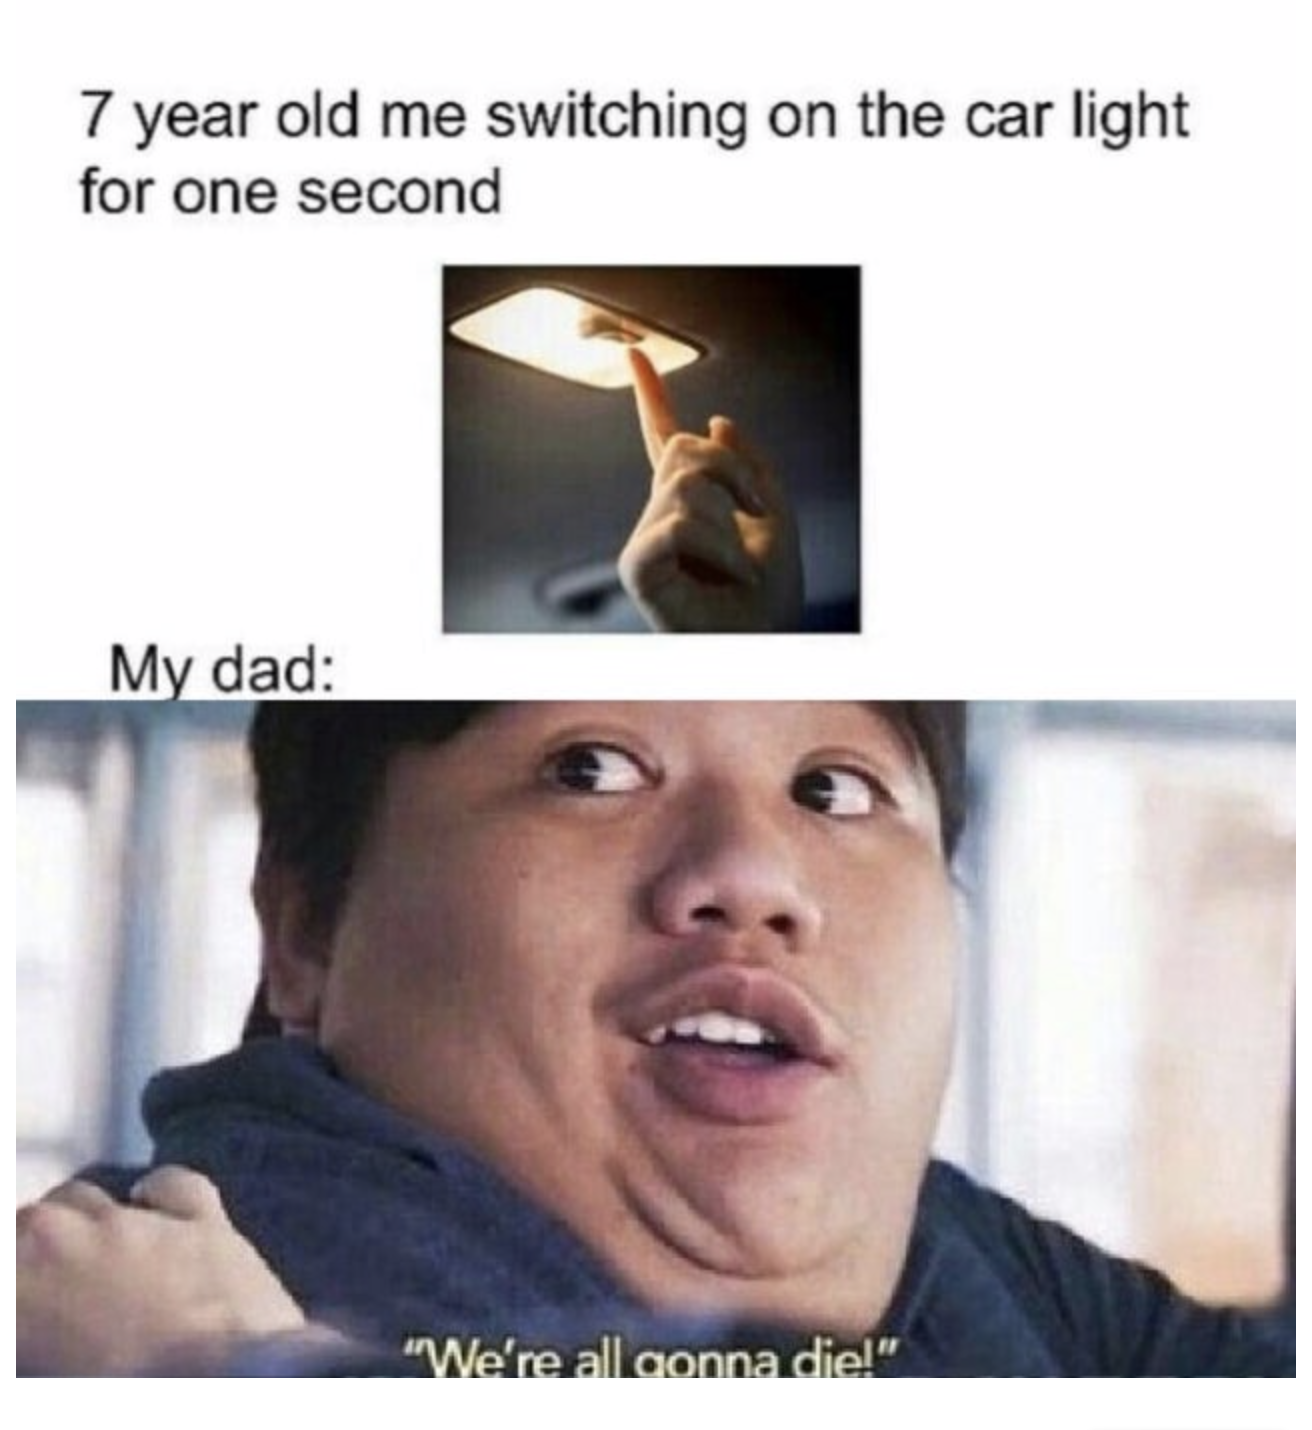 7 year old me switching on the car light
for one second
My dad:
"We're all gonna die!"